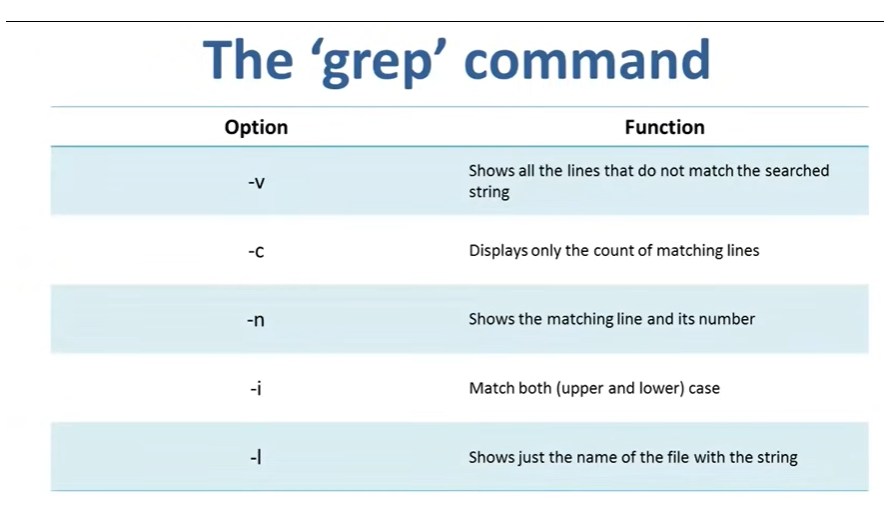 The ‘grep’ command
Option Function
-v Shows all the lines that do not match the searched
string
-c Displays only the count of matching lines
-n Shows the matching line and its number
-i Match both (upper and lower) case
-l Shows just the name of the file with the string